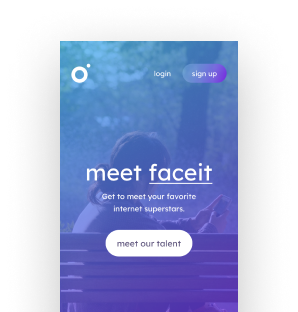 login
sign up
meet faceit
Get to meet your favorite
internet superstars.
meet our talent